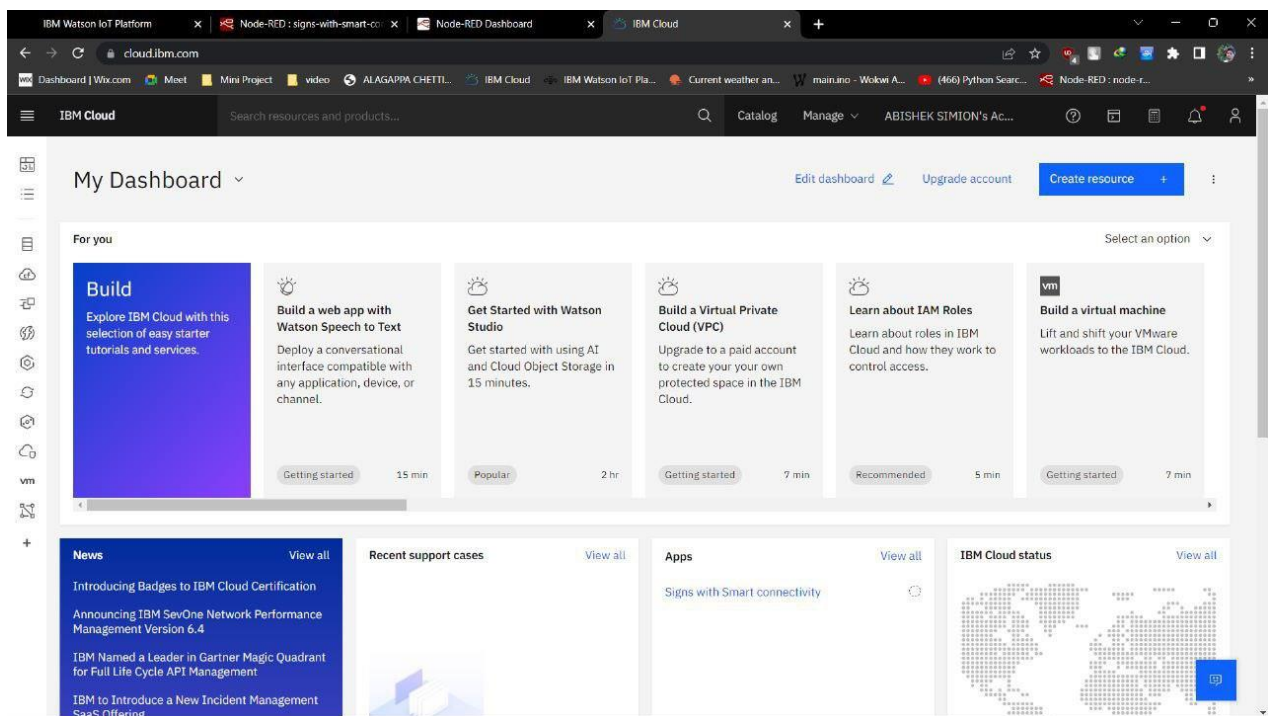 IBM Watson IoT Platform
Node-RED : signs-with-smart-co
Node-RED Dashboard
IBM Cloud
cloud.ibm.com
Dashboard | Wix.com
Meet
Mini Project
video
ALAGAPPA CHETTI...
IBM Cloud
IBM Watson IoT Pla...
Current weather an...
main.ino - Wokwi A...
(466) Python Searc...
Node-RED : node-r...
IBM Cloud
Search resources and products...
Catalog
Manage
ABISHEK SIMION's Ac...
My Dashboard
Edit dashboard
Upgrade account
Create resource +
For you
Select an option
Build
Explore IBM Cloud with this
selection of easy starter
tutorials and services.
Build a web app with
Watson Speech to Text
Deploy a conversational
interface compatible with
any application, device, or
channel.
Getting started 15 min
Get Started with Watson
Studio
Get started with using AI
and Cloud Object Storage in
15 minutes.
Popular 2 hr
Build a Virtual Private
Cloud (VPC)
Upgrade to a paid account
to create your your own
protected space in the IBM
Cloud.
Getting started 7 min
Learn about IAM Roles
Learn about roles in IBM
Cloud and how they work to
control access.
Recommended 5 min
vm
Build a virtual machine
Lift and shift your VMware
workloads to the IBM Cloud.
Getting started 7 min
vm
News View all
Introducing Badges to IBM Cloud Certification
Announcing IBM SevOne Network Performance
Management Version 6.4
IBM Named a Leader in Gartner Magic Quadrant
for Full Life Cycle API Management
IBM to Introduce a New Incident Management
SaaS Offering
Recent support cases View all
Apps View all
Signs with Smart connectivity
IBM Cloud status View all